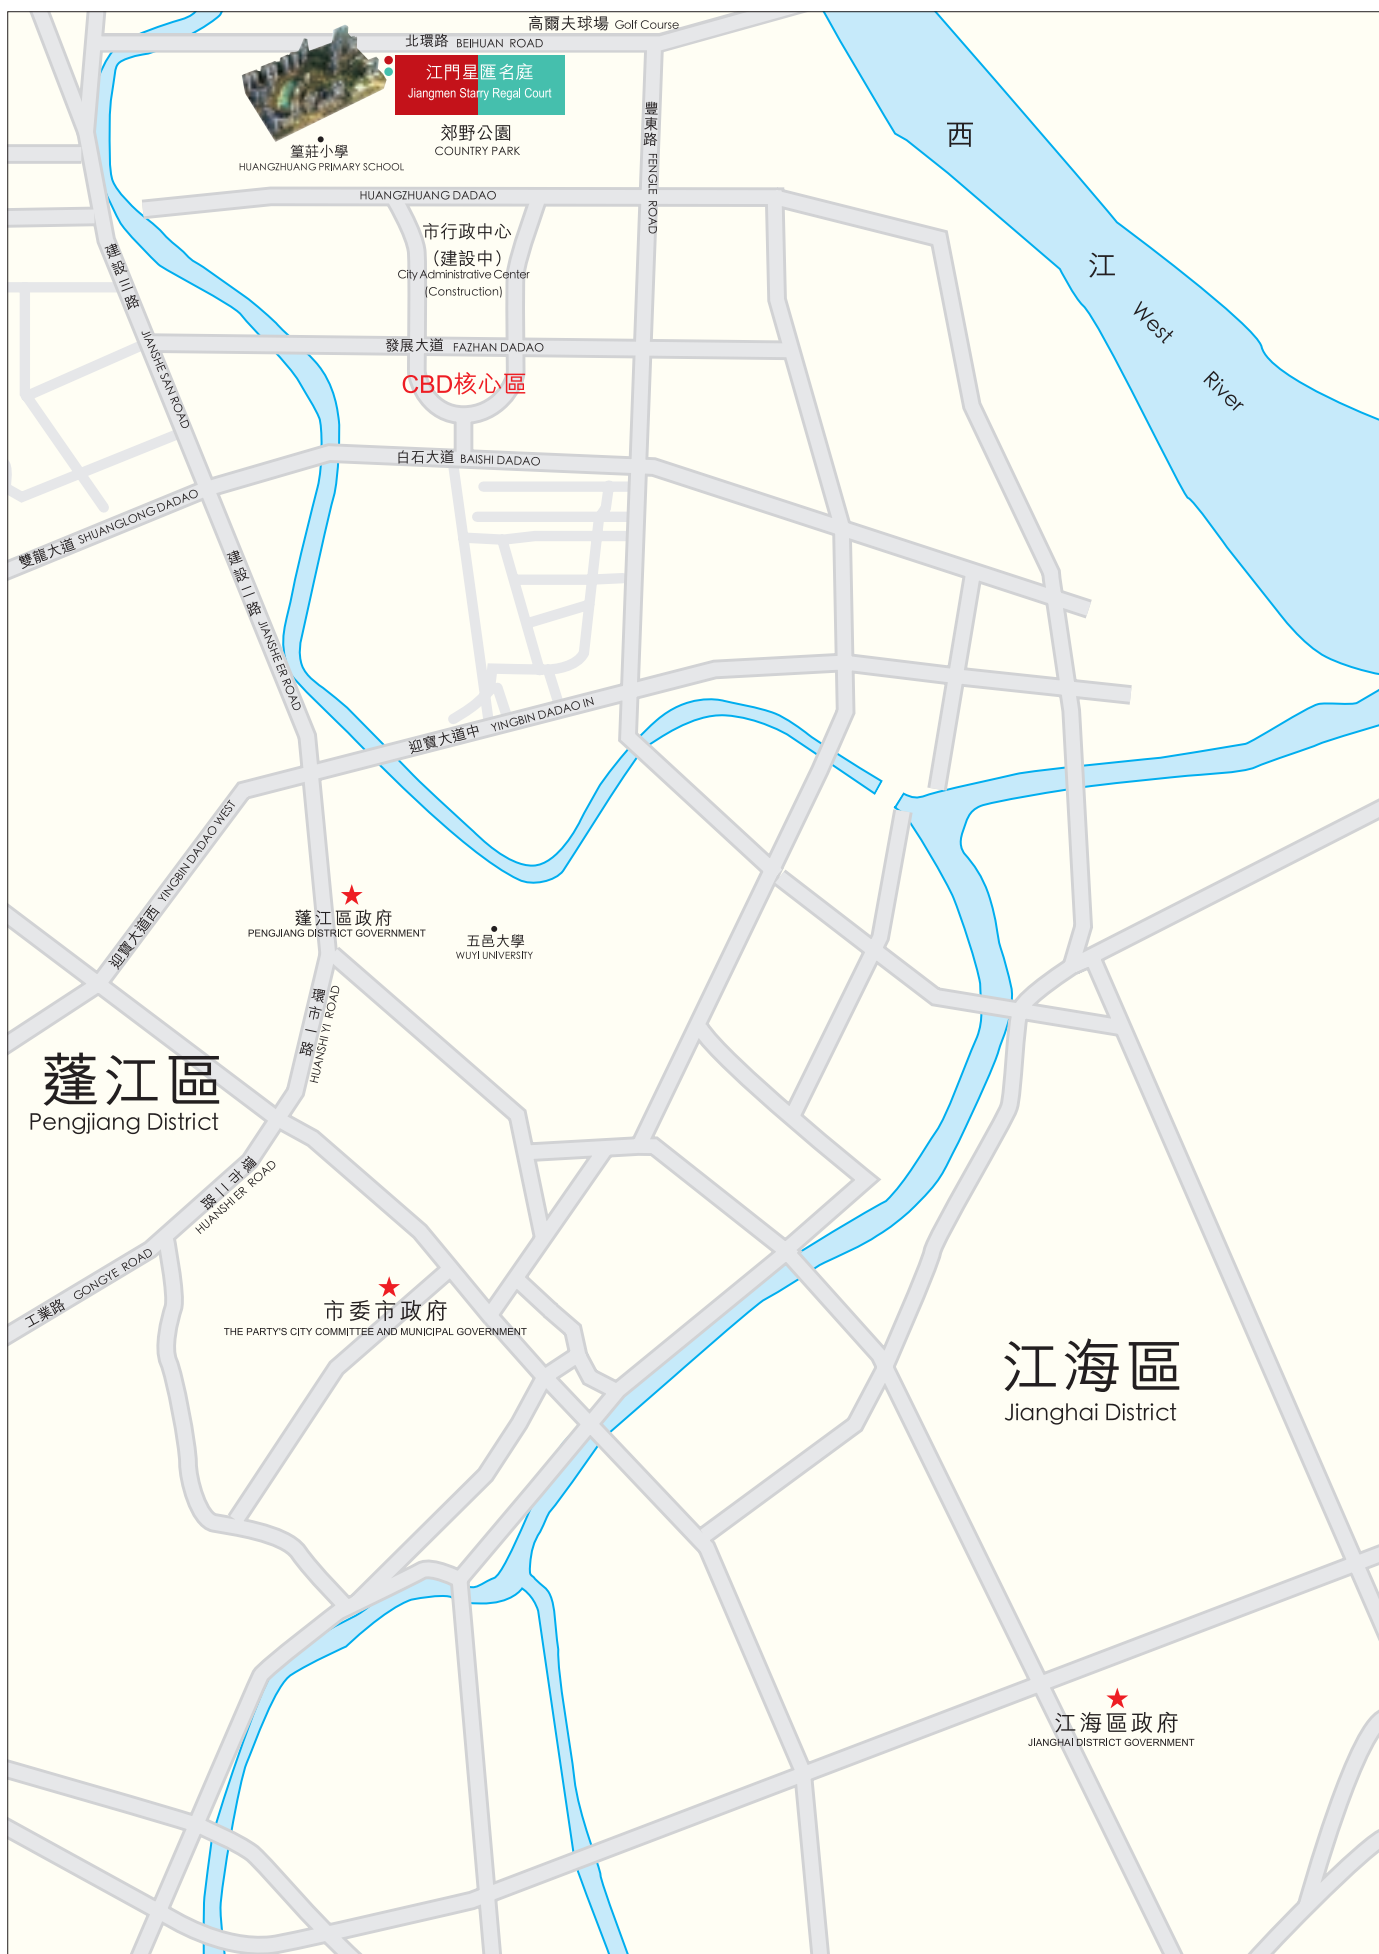 高爾夫球場 Golf Course
北環路 BEIHUAN ROAD
江門星匯名庭
Jiangmen Starry Regal Court
郊野公園
COUNTRY PARK
篁莊小學
HUANGZHUANG PRIMARY SCHOOL
豐東路 FENGLE ROAD
西
江
West
River
HUANGZHUANG DADAO
市行政中心
(建設中)
City Administrative Center
(Construction)
建設三路 JIANSHE SAN ROAD
發展大道 FAZHAN DADAO
CBD核心區
白石大道 BAISHI DADAO
雙龍大道 SHUANGLONG DADAO
建設二路 JIANSHE ER ROAD
迎賓大道中 YINGBIN DADAO IN
迎賓大道西 YINGBIN DADAO WEST
蓬江區政府
PENGJIANG DISTRICT GOVERNMENT
五邑大學
WUYI UNIVERSITY
環市一路 HUANSHI YI ROAD
蓬江區
Pengjiang District
環市二路
HUANSHI ER ROAD
工業路 GONGYE ROAD
市委市政府
THE PARTY'S CITY COMMITTEE AND MUNICIPAL GOVERNMENT
江海區
Jianghai District
江海區政府
JIANGHAI DISTRICT GOVERNMENT